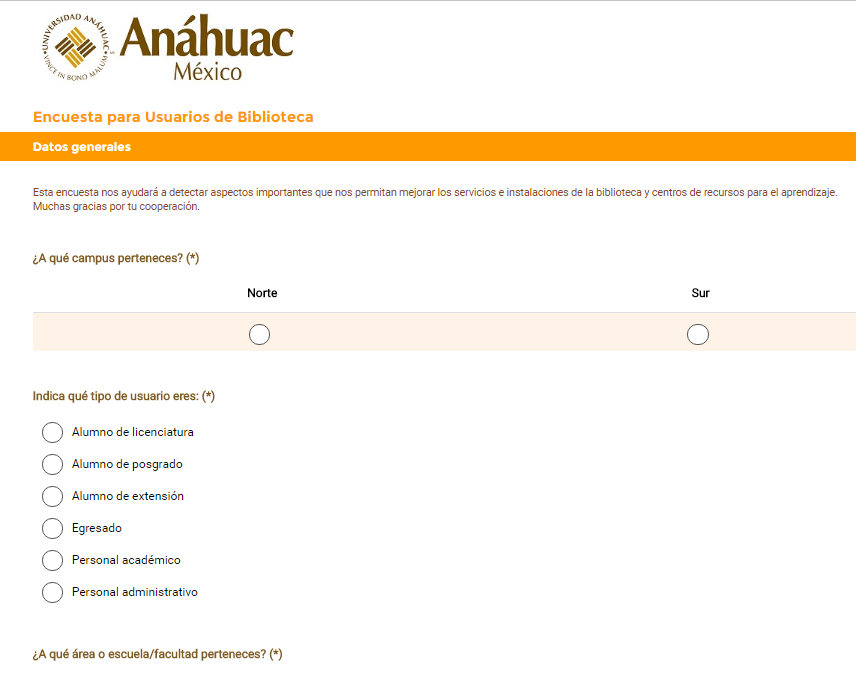 UNIVERSIDAD ANÁHUAC
VINCE IN BONO MALUM
Anáhuac
México
Encuesta para Usuarios de Biblioteca
Datos generales
Esta encuesta nos ayudará a detectar aspectos importantes que nos permitan mejorar los servicios e instalaciones de la biblioteca y centros de recursos para el aprendizaje.
Muchas gracias por tu cooperación.
¿A qué campus perteneces? (*)
Norte Sur
Indica qué tipo de usuario eres: (*)
Alumno de licenciatura
Alumno de posgrado
Alumno de extensión
Egresado
Personal académico
Personal administrativo
¿A qué área o escuela/facultad perteneces? (*)